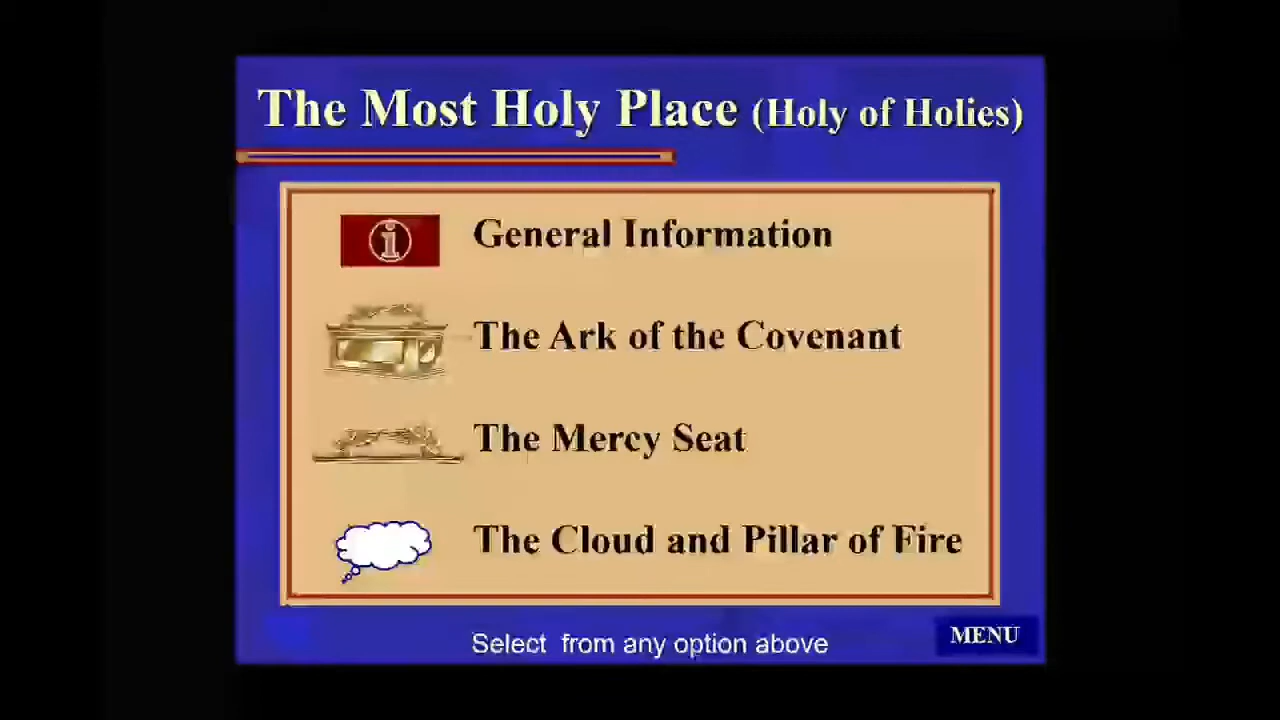 The Most Holy Place (Holy of Holies)
i General Information
The Ark of the Covenant
The Mercy Seat
The Cloud and Pillar of Fire
Select from any option above
MENU